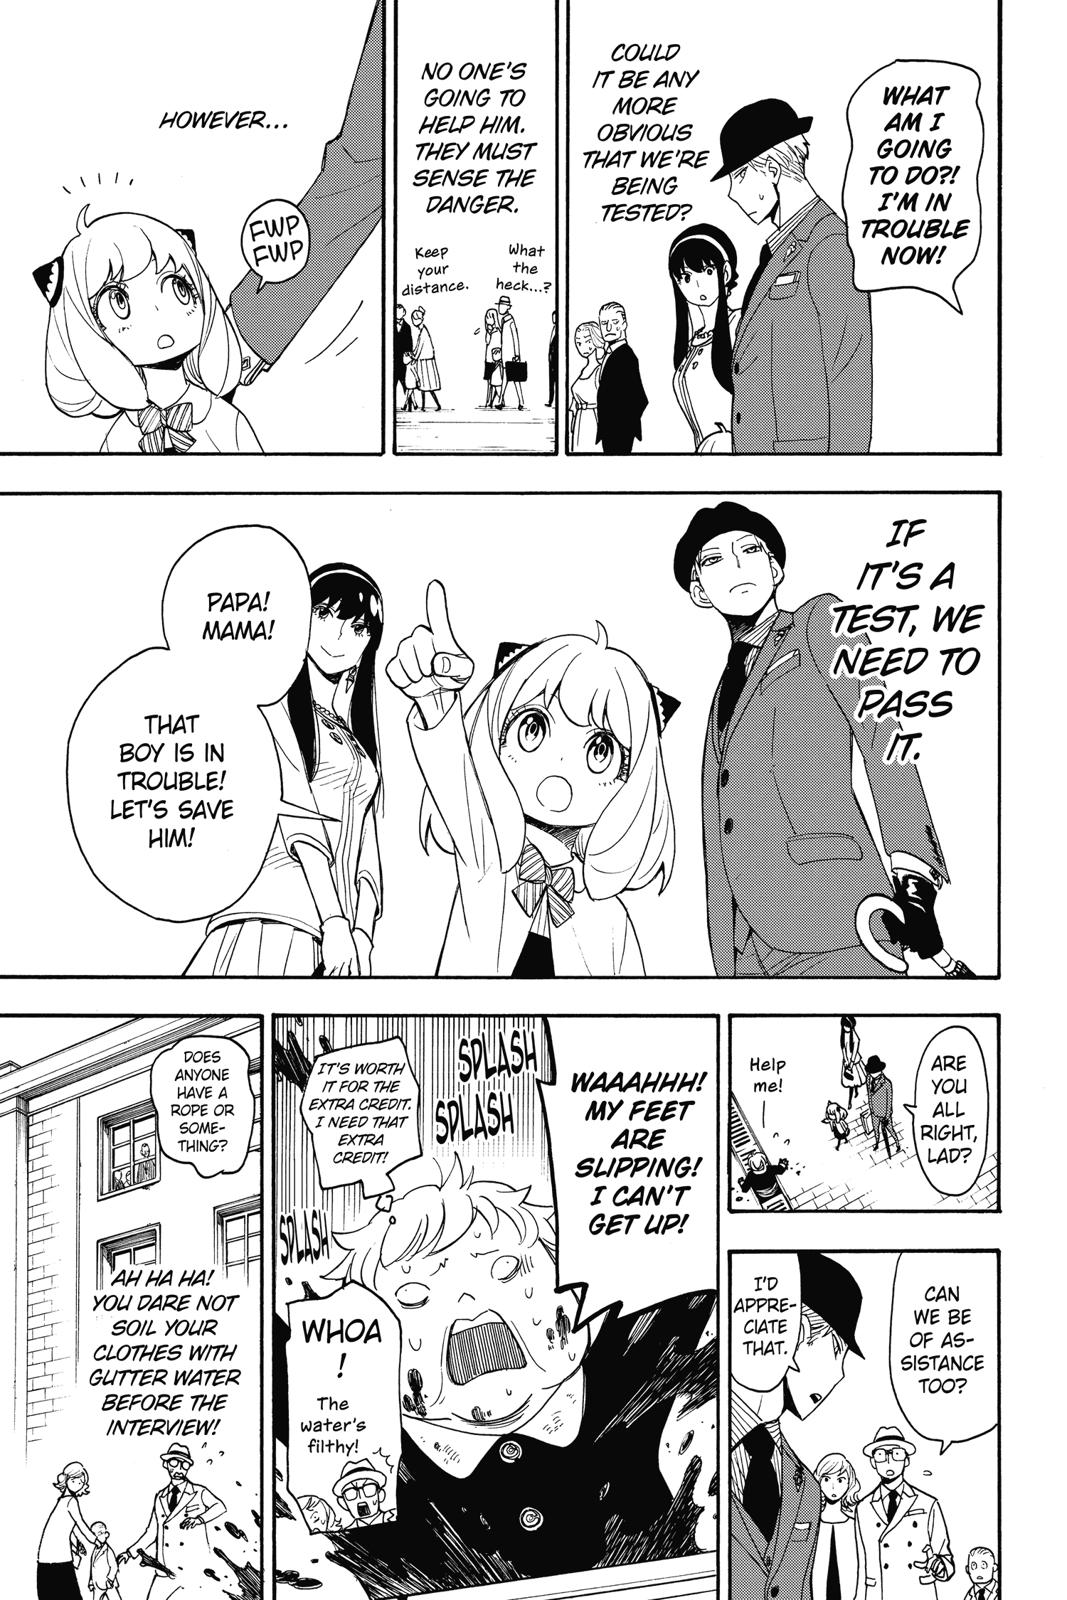 WHAT
AM I
GOING
TO DO?!
I'M IN
TROUBLE
NOW!
COULD
IT BE ANY
MORE
OBVIOUS
THAT WE'RE
BEING
TESTED?
NO ONE'S
GOING TO
HELP HIM.
THEY MUST
SENSE THE
DANGER.
What
the
heck...?
Keep
your
distance.
HOWEVER...
FWP
FWP
IF
IT'S A
TEST, WE
NEED TO
PASS
IT.
PAPA!
MAMA!
THAT
BOY IS IN
TROUBLE!
LET'S SAVE
HIM!
ARE
YOU
ALL
RIGHT,
LAD?
Help
me!
CAN
WE BE
OF AS-
SISTANCE
TOO?
I'D
APPRE-
CIATE
THAT.
WAAAHHH!
MY FEET
ARE
SLIPPING!
I CAN'T
GET UP!
SPLASH
SPLASH
IT'S WORTH
IT FOR THE
EXTRA CREDIT.
I NEED THAT
EXTRA
CREDIT!
SPLASH
WHOA
!
The
water's
filthy!
DOES
ANYONE
HAVE A
ROPE OR
SOME-
THING?
AH HA HA!
YOU DARE NOT
SOIL YOUR
CLOTHES WITH
GUTTER WATER
BEFORE THE
INTERVIEW!